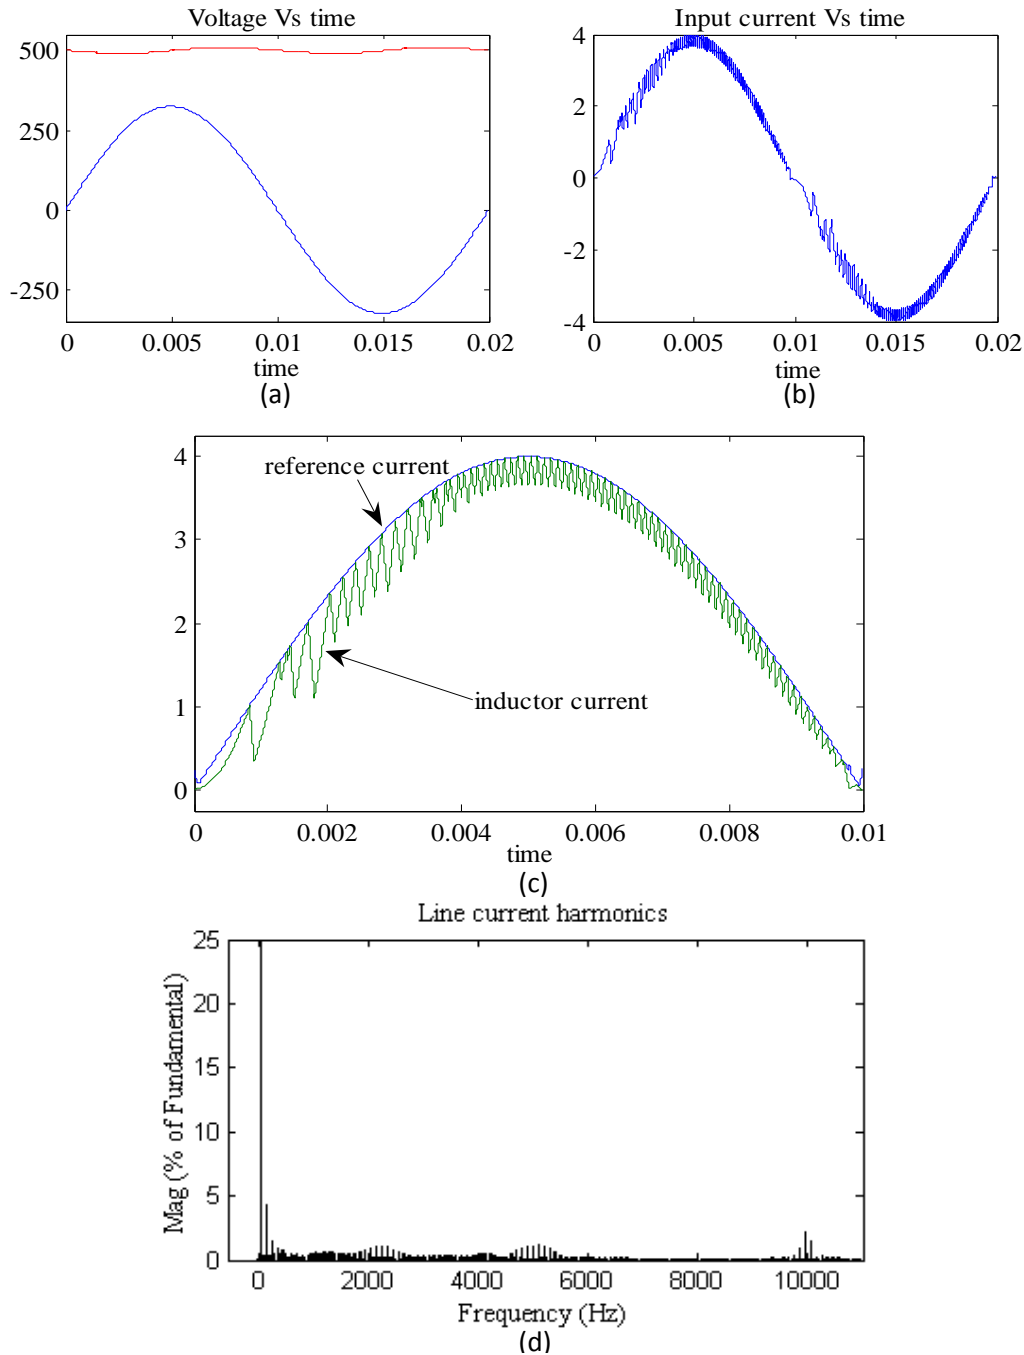 Voltage Vs time
500
250
0
-250
0 0.005 0.01 0.015 0.02
time
(a)
Input current Vs time
4
2
0
-2
-4
0 0.005 0.01 0.015 0.02
time
(b)
4
3
2
1
0
reference current
inductor current
0 0.002 0.004 0.006 0.008 0.01
time
(c)
Line current harmonics
Mag (% of Fundamental)
25
20
15
10
5
0
0 2000 4000 6000 8000 10000
Frequency (Hz)
(d)